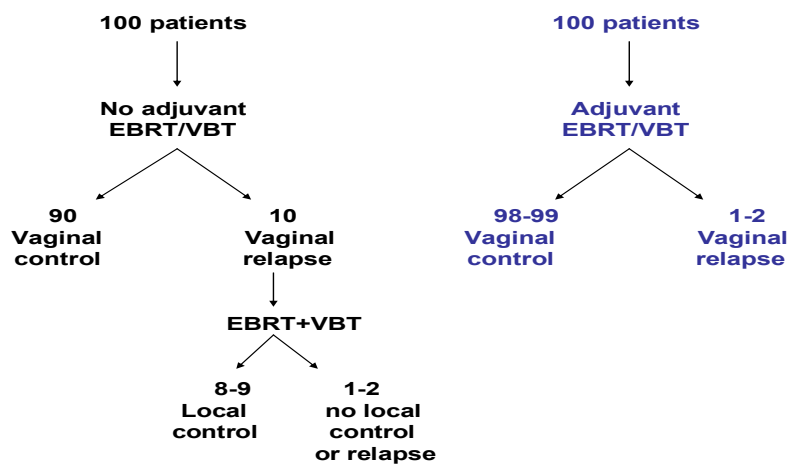 100 patients
No adjuvant
EBRT/VBT
90
Vaginal
control
10
Vaginal
relapse
EBRT+VBT
8-9
Local
control
1-2
no local
control
or relapse
100 patients
Adjuvant
EBRT/VBT
98-99
Vaginal
control
1-2
Vaginal
relapse